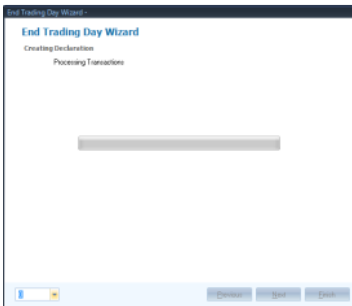 End Trading Day Wizard -
End Trading Day Wizard
Creating Declaration
Processing Transactions
Previous Next Finish